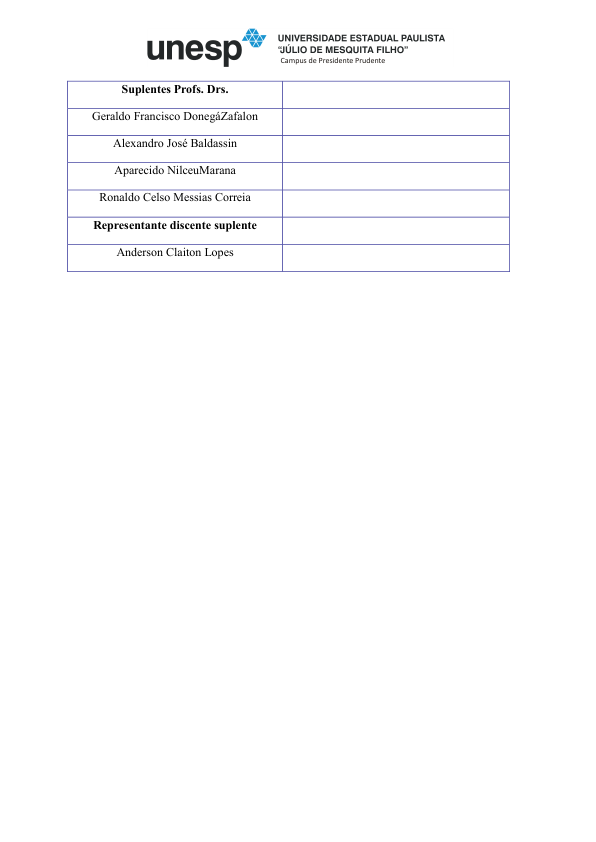 unesp
UNIVERSIDADE ESTADUAL PAULISTA
“JÚLIO DE MESQUITA FILHO”
Campus de Presidente Prudente
Suplentes Profs. Drs.
Geraldo Francisco DonegáZafalon
Alexandro José Baldassin
Aparecido NilceuMarana
Ronaldo Celso Messias Correia
Representante discente suplente
Anderson Claiton Lopes